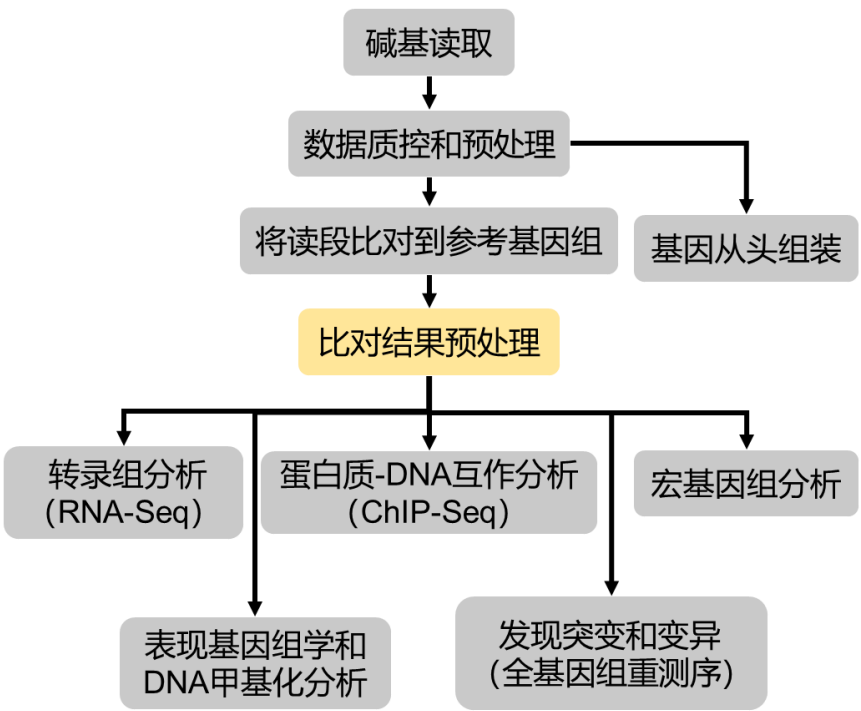 碱基读取
数据质控和预处理
将读段比对到参考基因组
基因从头组装
比对结果预处理
转录组分析
（RNA-Seq）
蛋白质-DNA互作分析
（ChIP-Seq）
宏基因组分析
表现基因组学和
DNA甲基化分析
发现突变和变异
(全基因组重测序)